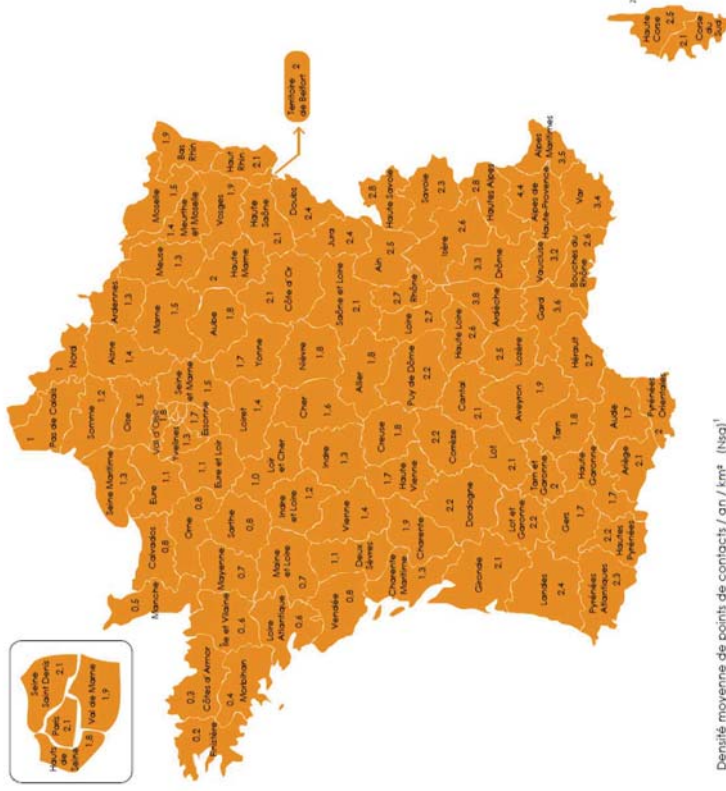 Hauts
de
Seine
1,8
Paris
2,1
Seine
Saint Denis
2,1
Val de Marne
1,9
1
Pas de Calais
1
Nord
Somme
1,2
Seine Maritime
1,3
Oise
1,5
Aisne
1,4
Ardennes
1,3
0,5
Manche
Calvados
0,8
Eure
1,1
Val d'Oise
1,8
Yvelines
1,3
1,7
Essonne
Seine
et Marne
1,5
Marne
1,5
Meuse
1,3
Moselle
1,4
1,5
Meurthe
et Moselle
1,9
Bas
Rhin
0,2
Finistère
0,3
Côtes d'Armor
0,4
Morbihan
Île et Vilaine
0,6
Mayenne
0,7
Orne
0,8
Sarthe
0,8
Eure et Loir
1,1
Loiret
1,4
Yonne
1,7
Aube
1,8
2
Haute
Marne
Vosges
1,9
Haut
Rhin
2,1
Territoire
de Belfort
2
Loire
Atlantique
0,6
Maine
et Loire
0,7
Indre
et Loire
1,2
1,0
Loir
et Cher
Cher
1,6
Nièvre
1,8
2,1
Côte d'Or
Haute
Saône
2,1
Doubs
2,4
Jura
2,4
Vendée
0,8
1,1
Deux
Sèvres
Vienne
1,4
Indre
1,3
Allier
1,8
Saône et Loire
2,1
Ain
2,5
2,8
Haute Savoie
Charente
Maritime
1,3
1,9
Charente
1,7
Haute
Vienne
Creuse
1,8
Puy de Dôme
2,2
Loire
2,7
2,7
Rhône
Isère
2,6
Savoie
2,3
Gironde
2,1
Dordogne
2,2
2,2
Corrèze
Cantal
2,1
Haute Loire
2,6
3,8
Ardèche
3,3
Drôme
2,8
Hautes Alpes
Landes
2,4
Lot et
Garonne
2,2
Lot
2,1
Aveyron
1,9
2,5
Lozère
Gard
3,6
Vaucluse
3,2
4,4
Alpes de
Haute-Provence
Alpes
Maritimes
3,5
Pyrénées
Atlantiques
2,3
Gers
1,7
Tarn et
Garonne
2
Tarn
1,8
Hérault
2,7
Bouches du
Rhône
2,6
Var
3,4
2,2
Hautes
Pyrénées
1,7
Haute
Garonne
Ariège
2,1
Aude
1,7
2
Pyrénées
Orientales
Haute
Corse
2,5
2,1
Corse
du
Sud
Densité moyenne de points de contacts / an / km² (Nsg)¹